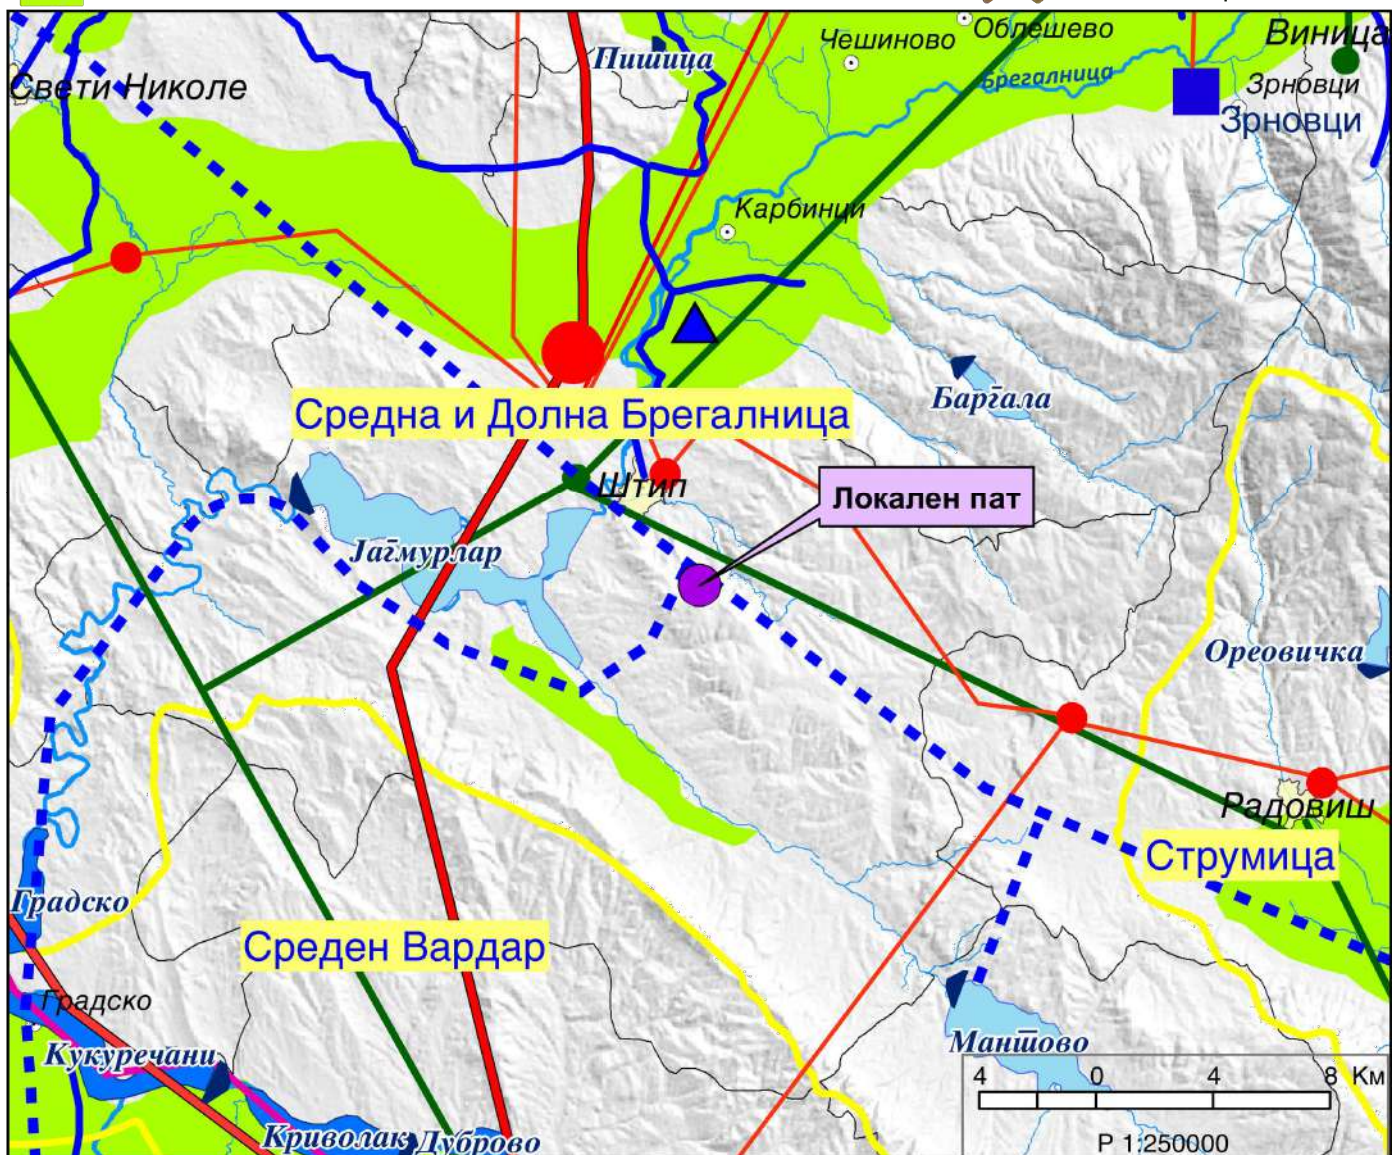 Облешево
Виница
Чешиново
Пишица
Брегалница
Свети Николе
Зрновци
Зрновци
Карбинци
Баргала
Средна и Долна Брегалница
Штип
Локален пат
Јагмурлар
Ореовичка
Радовиш
Струмица
Градско
Среден Вардар
Градско
Мантово
Кукуречани
4 0 4 8 Км
Криволак
Дуброво
Р 1:250000